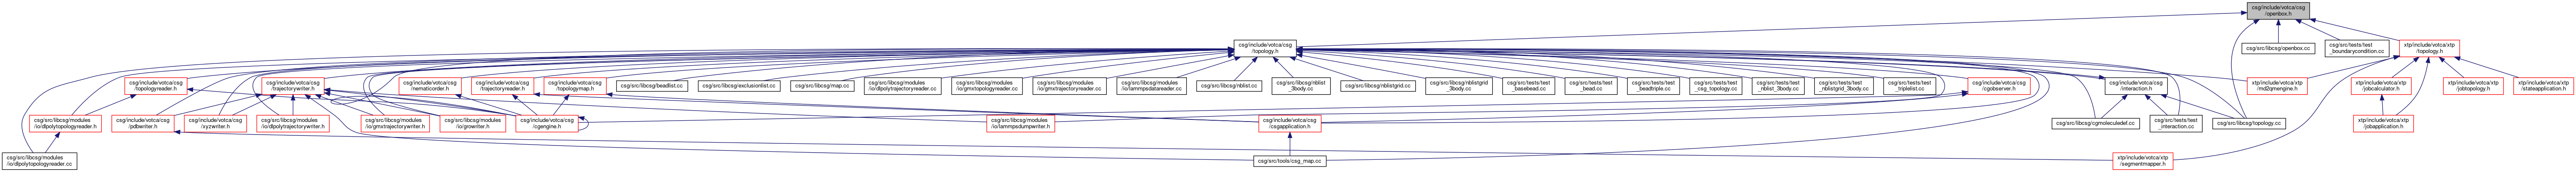 csg/include/votca/csg
/openbox.h
csg/include/votca/csg
/topology.h
csg/src/libcsg/openbox.cc
csg/src/tests/test
_boundarycondition.cc
xtp/include/votca/xtp
/topology.h
csg/include/votca/csg
/topologyreader.h
csg/include/votca/csg
/trajectorywriter.h
csg/include/votca/csg
/nematicorder.h
csg/include/votca/csg
/trajectoryreader.h
csg/include/votca/csg
/topologymap.h
csg/src/libcsg/beadlist.cc
csg/src/libcsg/exclusionlist.cc
csg/src/libcsg/map.cc
csg/src/libcsg/modules
/io/dlpolytrajectoryreader.cc
csg/src/libcsg/modules
/io/gmxtopologyreader.cc
csg/src/libcsg/modules
/io/gmxtrajectoryreader.cc
csg/src/libcsg/modules
/io/lammpsdatareader.cc
csg/src/libcsg/nblist.cc
csg/src/libcsg/nblist
_3body.cc
csg/src/libcsg/nblistgrid.cc
csg/src/libcsg/nblistgrid
_3body.cc
csg/src/tests/test
_basebead.cc
csg/src/tests/test
_bead.cc
csg/src/tests/test
_beadtriple.cc
csg/src/tests/test
_csg_topology.cc
csg/src/tests/test
_nblist_3body.cc
csg/src/tests/test
_nblistgrid_3body.cc
csg/src/tests/test
_triplelist.cc
csg/include/votca/csg
/cgobserver.h
csg/include/votca/csg
/interaction.h
xtp/include/votca/xtp
/md2qmengine.h
xtp/include/votca/xtp
/jobcalculator.h
xtp/include/votca/xtp
/jobtopology.h
xtp/include/votca/xtp
/stateapplication.h
csg/src/libcsg/modules
/io/dlpolytopologyreader.h
csg/include/votca/csg
/pdbwriter.h
csg/include/votca/csg
/xyzwriter.h
csg/src/libcsg/modules
/io/dlpolytrajectorywriter.h
csg/src/libcsg/modules
/io/gmxtrajectorywriter.h
csg/src/libcsg/modules
/io/growriter.h
csg/include/votca/csg
/cgengine.h
csg/src/libcsg/modules
/io/lammpsdumpwriter.h
csg/include/votca/csg
/csgapplication.h
csg/src/libcsg/cgmoleculedef.cc
csg/src/tests/test
_interaction.cc
csg/src/libcsg/topology.cc
xtp/include/votca/xtp
/jobapplication.h
csg/src/libcsg/modules
/io/dlpolytopologyreader.cc
csg/src/tools/csg_map.cc
xtp/include/votca/xtp
/segmentmapper.h